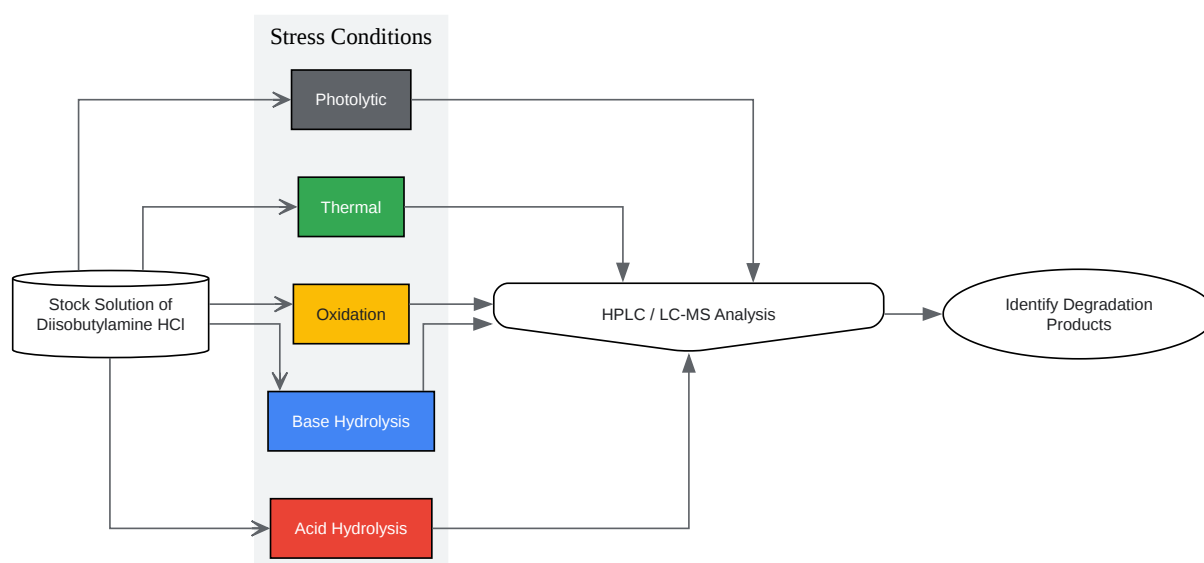 Stress Conditions
Photolytic
Thermal
Stock Solution of
Diisobutylamine HCl
Oxidation
HPLC / LC-MS Analysis
Identify Degradation
Products
Base Hydrolysis
Acid Hydrolysis